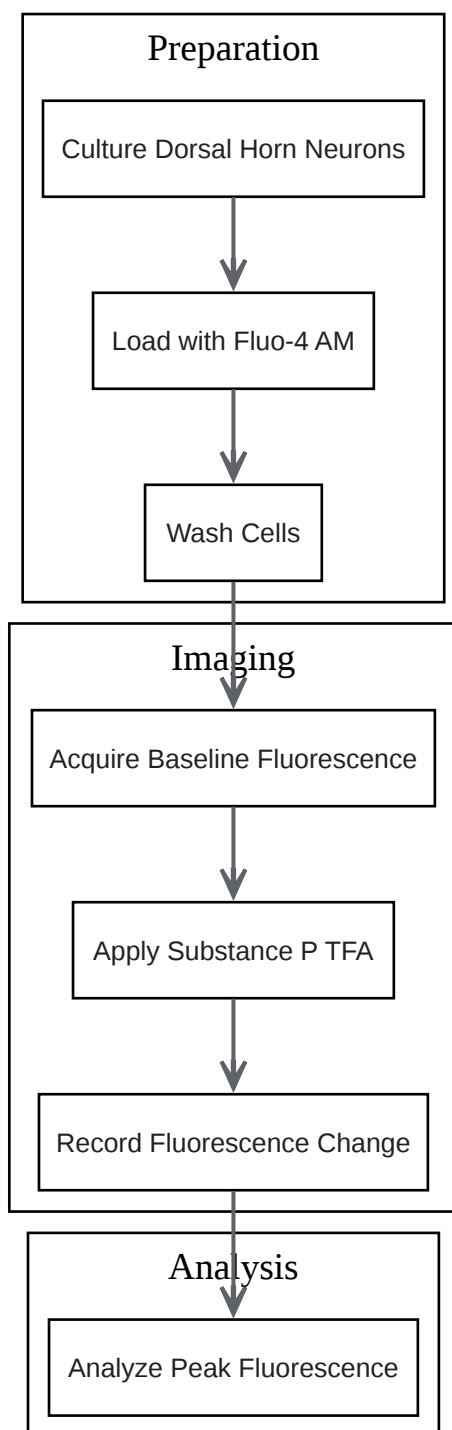 Preparation
Culture Dorsal Horn Neurons
Load with Fluo-4 AM
Wash Cells
Imaging
Acquire Baseline Fluorescence
Apply Substance P TFA
Record Fluorescence Change
Analysis
Analyze Peak Fluorescence